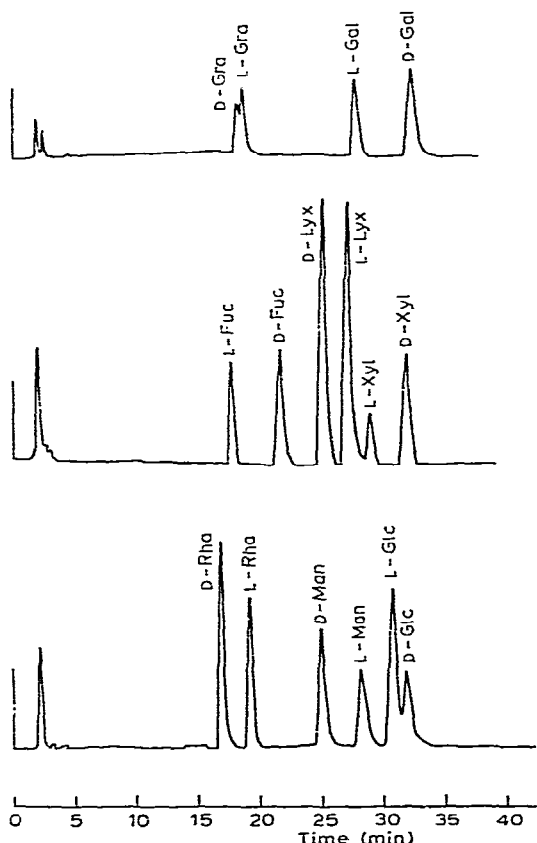 D-Gra
L-Gra
L-Gal
D-Gal
L-Fuc
D-Fuc
D-Lyx
L-Lyx
L-Xyl
D-Xyl
D-Rha
L-Rha
D-Man
L-Man
L-Glc
D-Glc
0 5 10 15 20 25 30 35 40
Time (min)